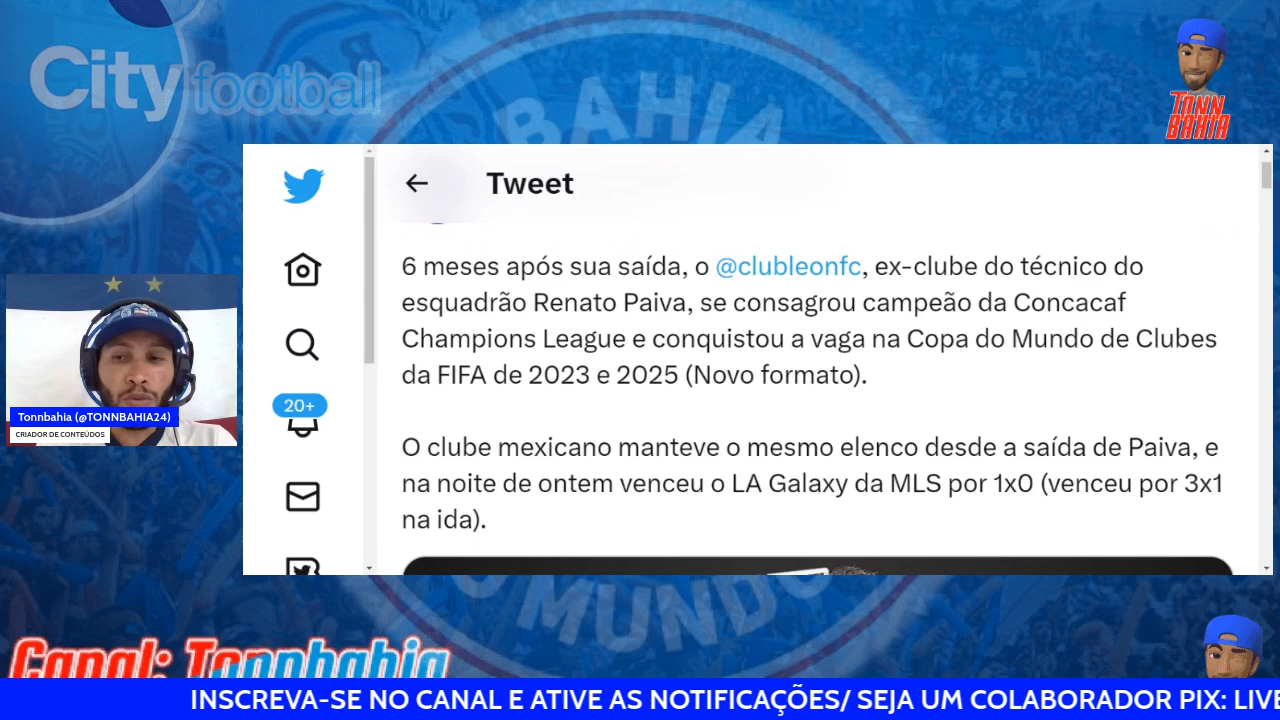 City football
BAHIA
TONN
BAHIA
Tweet
6 meses após sua saída, o @clubleonfc, ex-clube do técnico do
esquadrão Renato Paiva, se consagrou campeão da Concacaf
Champions League e conquistou a vaga na Copa do Mundo de Clubes
da FIFA de 2023 e 2025 (Novo formato).
20+
O clube mexicano manteve o mesmo elenco desde a saída de Paiva, e
na noite de ontem venceu o LA Galaxy da MLS por 1x0 (venceu por 3x1
na ida).
Tonnbahia (@TONNBAHIA24)
CRIADOR DE CONTEÚDOS
O MUNDO
Canal: Tonnbahia
INSCREVA-SE NO CANAL E ATIVE AS NOTIFICAÇÕES/ SEJA UM COLABORADOR PIX: LIVE